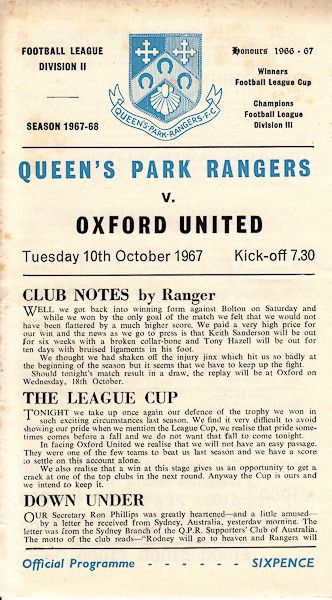 FOOTBALL LEAGUE
DIVISION II
SEASON 1967-68
QUEEN'S·PARK·RANGERS·F·C
Honours 1966 - 67
Winners
Football League Cup
Champions
Football League
Division III
QUEEN'S PARK RANGERS
v.
OXFORD UNITED
Tuesday 10th October 1967 Kick-off 7.30
CLUB NOTES by Ranger
WELL we got back into winning form against Bolton on Saturday and
while we won by the only goal of the match we felt that we would not
have been flattered by a much higher score. We paid a very high price for
our win and the news as we go to press is that Keith Sanderson will be out
for six weeks with a broken collar-bone and Tony Hazell will be out for
ten days with bruised ligaments in his foot.
We thought we had shaken off the injury jinx which hit us so badly at
the beginning of the season but it seems that we have to keep up the fight.
Should tonight's match result in a draw, the replay will be at Oxford on
Wednesday, 18th October.
THE LEAGUE CUP
TONIGHT we take up once again our defence of the trophy we won in
such exciting circumstances last season. We find it very difficult to avoid
showing our pride when we mention the League Cup, we realise that pride some-
times comes before a fall and we do not want that fall to come tonight.
In facing Oxford United we realise that we will not have an easy passage.
They were one of the few teams to beat us last season and we have a score
to settle on this account alone.
We also realise that a win at this stage gives us an opportunity to get a
crack at one of the top clubs in the next round. Anyway the Cup is ours and
we intend to keep it.
DOWN UNDER
OUR Secretary Ron Phillips was greatly heartened—and a little amused—
by a letter he received from Sydney, Australia, yesterday morning. The
letter was from the Sydney Branch of the Q.P.R. Supporters' Club of Australia.
The motto of the club reads—"Rodney will go to heaven and Rangers will
Official Programme - - - - - SIXPENCE